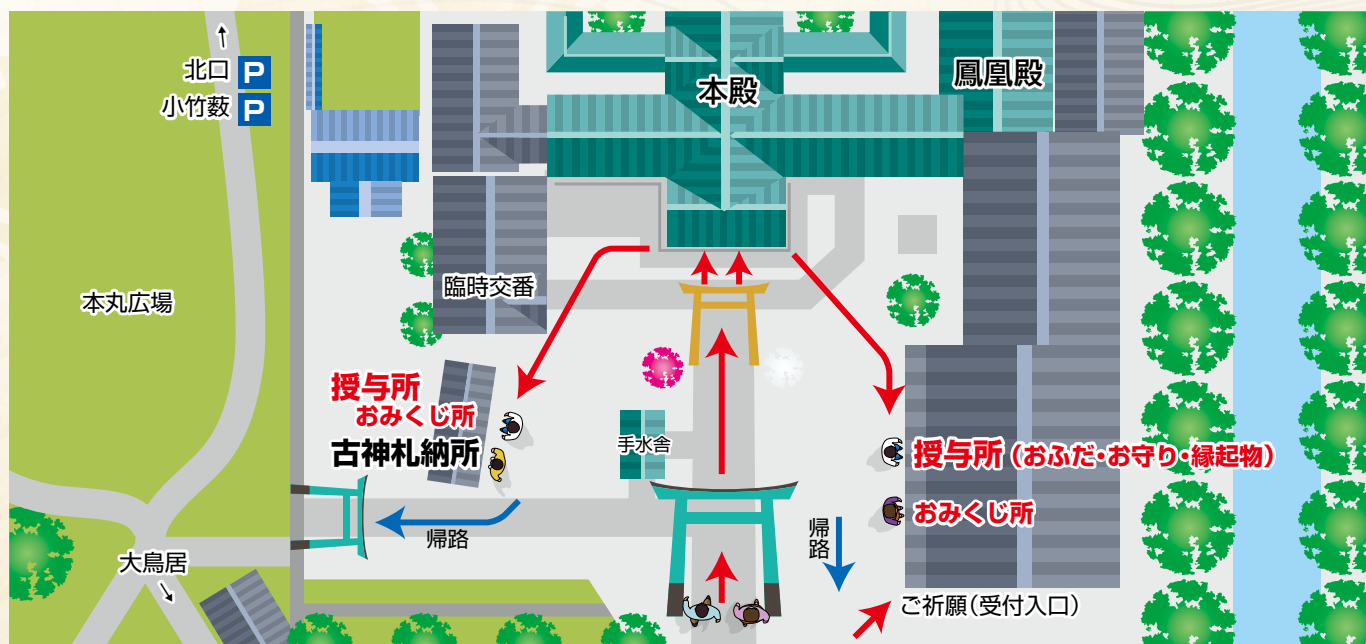 北口 P
小竹薮 P
本殿
鳳凰殿
臨時交番
本丸広場
授与所
おみくじ所
古神札納所
手水舎
授与所(おふだ・お守り・縁起物)
おみくじ所
帰路
帰路
大鳥居
ご祈願(受付入口)